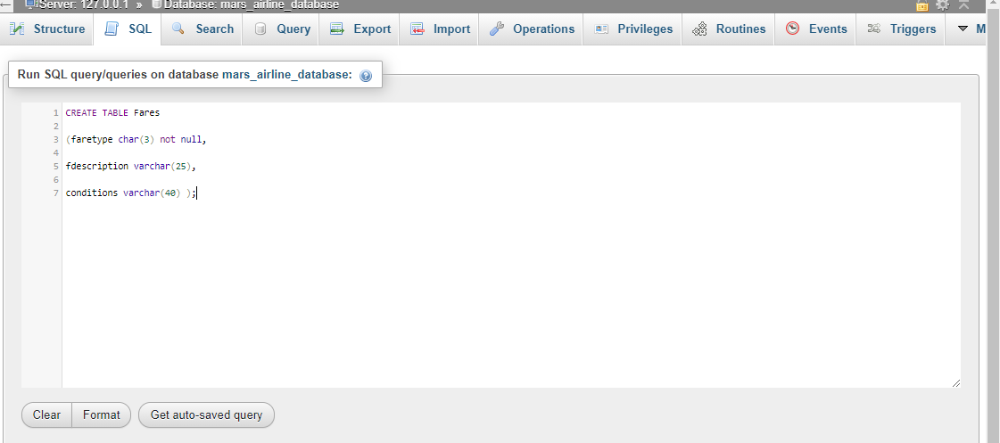 Server: 127.0.0.1 » Database: mars_airline_database
Structure SQL Search Query Export Import Operations Privileges Routines Events Triggers M
Run SQL query/queries on database mars_airline_database:
1 CREATE TABLE Fares
2
3 (faretype char(3) not null,
4
5 fdescription varchar(25),
6
7 conditions varchar(40) );
Clear Format Get auto-saved query